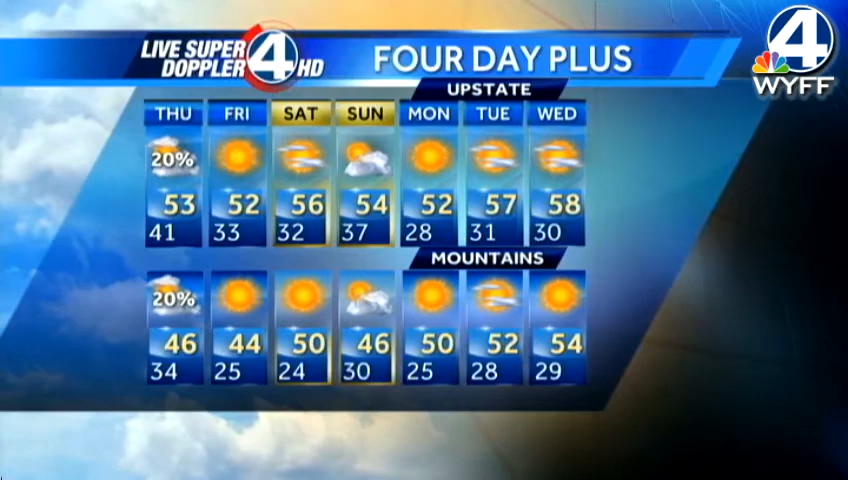 LIVE SUPER
DOPPLER 4 HD
FOUR DAY PLUS
4
WYFF
UPSTATE
THU FRI SAT SUN MON TUE WED
20%
53 52 56 54 52 57 58
41 33 32 37 28 31 30
MOUNTAINS
20%
46 44 50 46 50 52 54
34 25 24 30 25 28 29